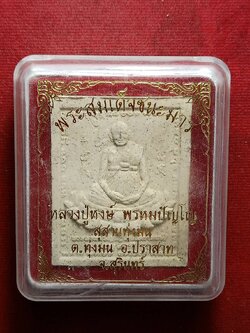 พระสมเด็จชนะมาร
หลวงปู่หงษ์ พรหมปัญโญ
สุสานทุ่งมน
ต.ทุ่งมน อ.ปราสาท
จ.สุรินทร์